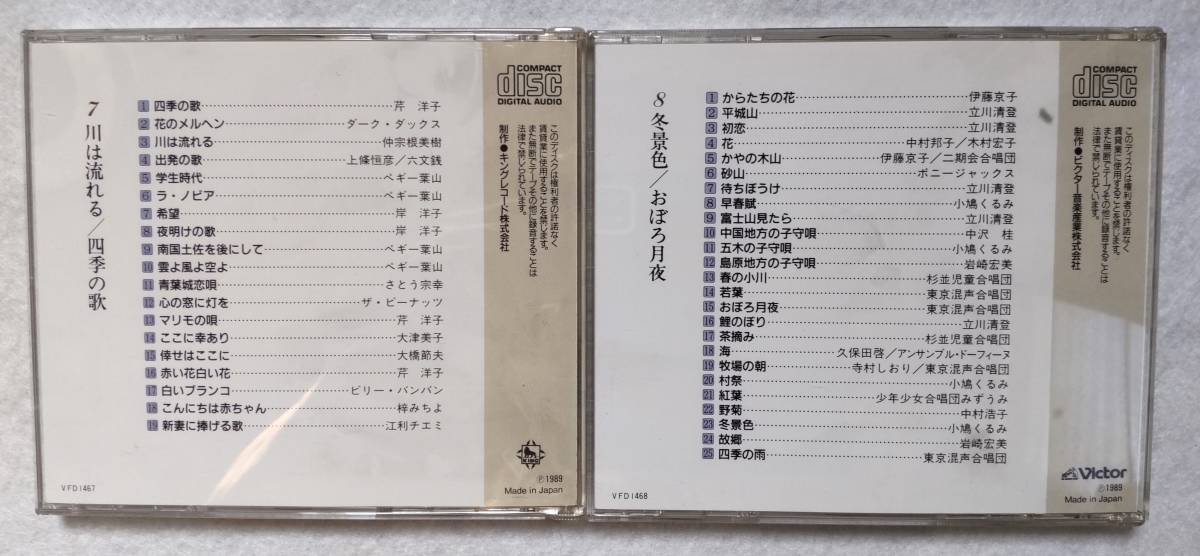 7 川は流れる/四季の歌
1 四季の歌 芹 洋子
2 花のメルヘン ダーク・ダックス
3 川は流れる 仲宗根美樹
4 出発の歌 上條恒彦/六文銭
5 学生時代 ペギー葉山
6 ラ・ノビア ペギー葉山
7 希望 岸 洋子
8 夜明けの歌 岸 洋子
9 南国土佐を後にして ペギー葉山
10 雲よ風よ空よ ペギー葉山
11 青葉城恋唄 さとう宗幸
12 心の窓に灯を ザ・ピーナッツ
13 マリモの唄 芹 洋子
14 ここに幸あり 大津美子
15 倖せはここに 大橋節夫
16 赤い花白い花 芹 洋子
17 白いブランコ ビリー・バンバン
18 こんにちは赤ちゃん 梓みちよ
19 新妻に捧げる歌 江利チエミ
VFD1467
COMPACT
disc
DIGITAL AUDIO
このディスクは権利者の許諾なく
賃貸業に使用することを禁じます。
また無断でテープその他に録音することは
法律で禁じられています。
制作●キングレコード株式会社
KING
Ⓟ1989
Made in Japan
8 冬景色/おぼろ月夜
1 からたちの花 伊藤京子
2 平城山 立川清登
3 初恋 立川清登
4 花 中村邦子/木村宏子
5 かやの木山 伊藤京子/二期会合唱団
6 砂山 ボニージャックス
7 待ちぼうけ 立川清登
8 早春賦 小鳩くるみ
9 富士山見たら 立川清登
10 中国地方の子守唄 中沢 桂
11 五木の子守唄 小鳩くるみ
12 島原地方の子守唄 岩崎宏美
13 春の小川 杉並児童合唱団
14 若葉 東京混声合唱団
15 おぼろ月夜 東京混声合唱団
16 鯉のぼり 立川清登
17 茶摘み 杉並児童合唱団
18 海 久保田啓/アンサンブル・ドーフィーヌ
19 牧場の朝 寺村しおり/東京混声合唱団
20 村祭 小鳩くるみ
21 紅葉 少年少女合唱団みずうみ
22 野菊 中村浩子
23 冬景色 小鳩くるみ
24 故郷 岩崎宏美
25 四季の雨 東京混声合唱団
VFD1468
COMPACT
disc
DIGITAL AUDIO
このディスクは権利者の許諾なく
賃貸業に使用することを禁じます。
また無断でテープその他に録音することは
法律で禁じられています。
制作●ビクター音楽産業株式会社
Victor
Ⓟ1989
Made in Japan